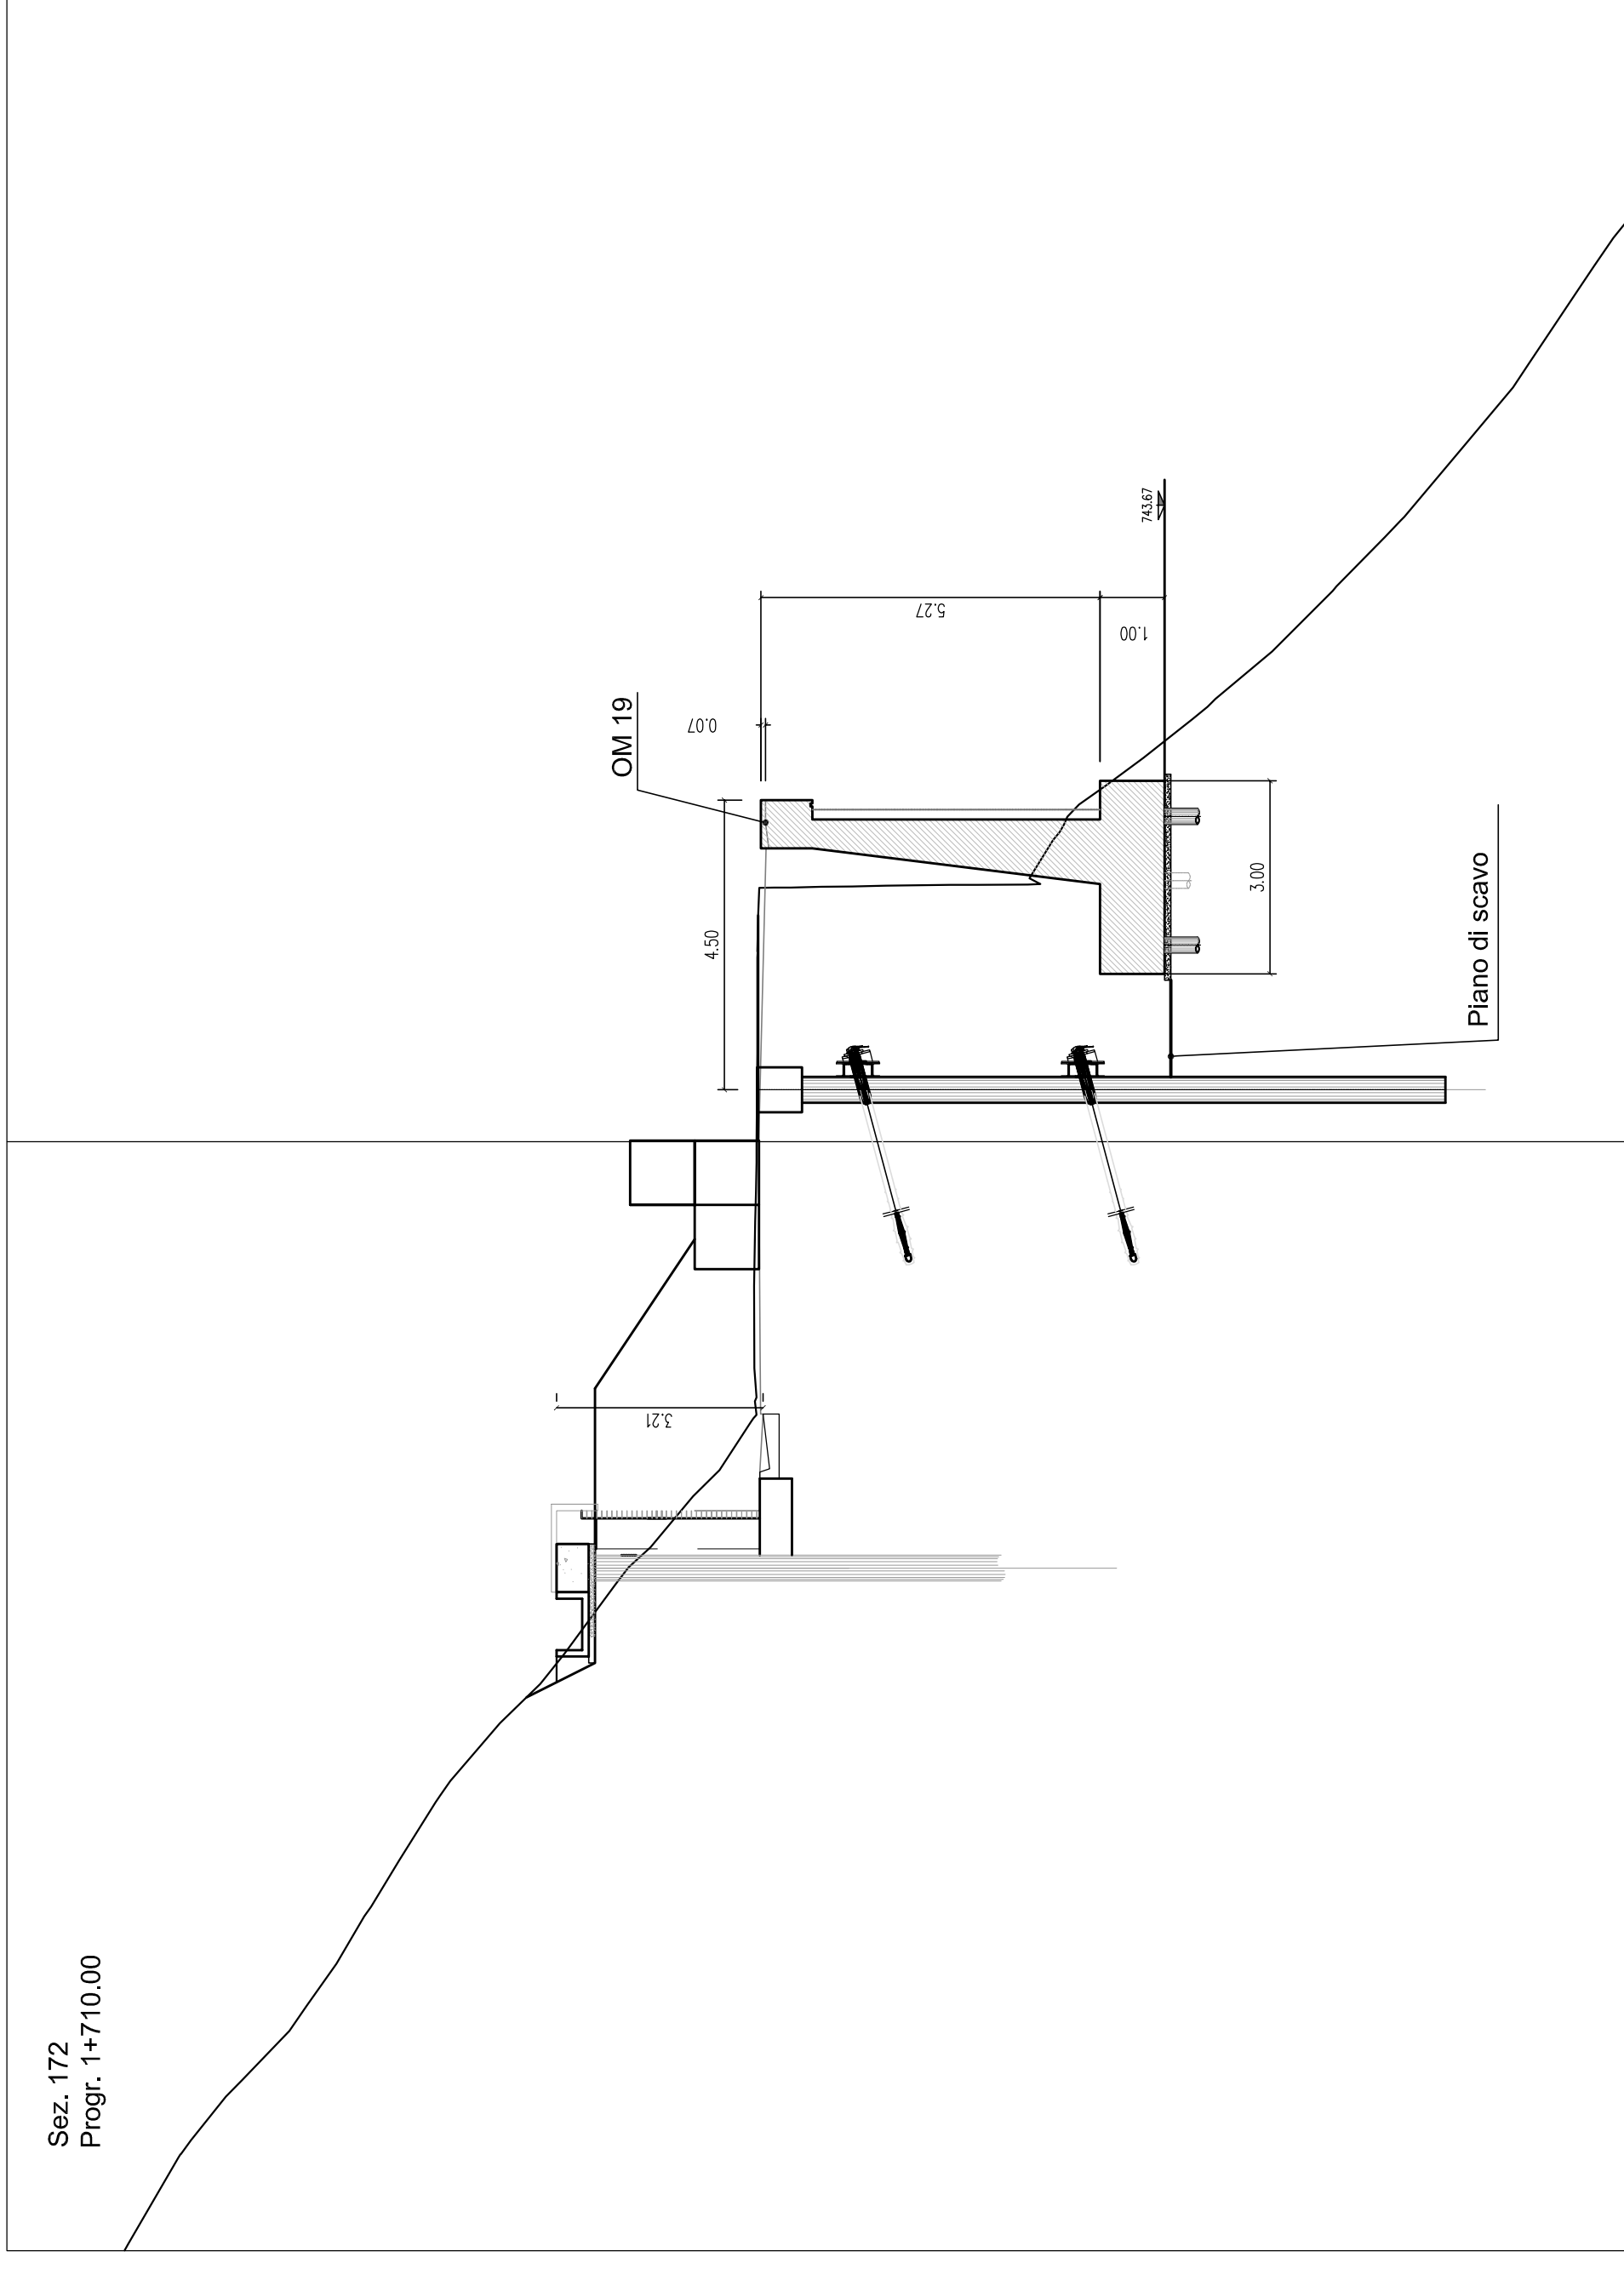 Sez. 172
Progr. 1+710.00
OM 19
0.07
4.50
5.27
1.00
743.67
3.21
3.00
Piano di scavo